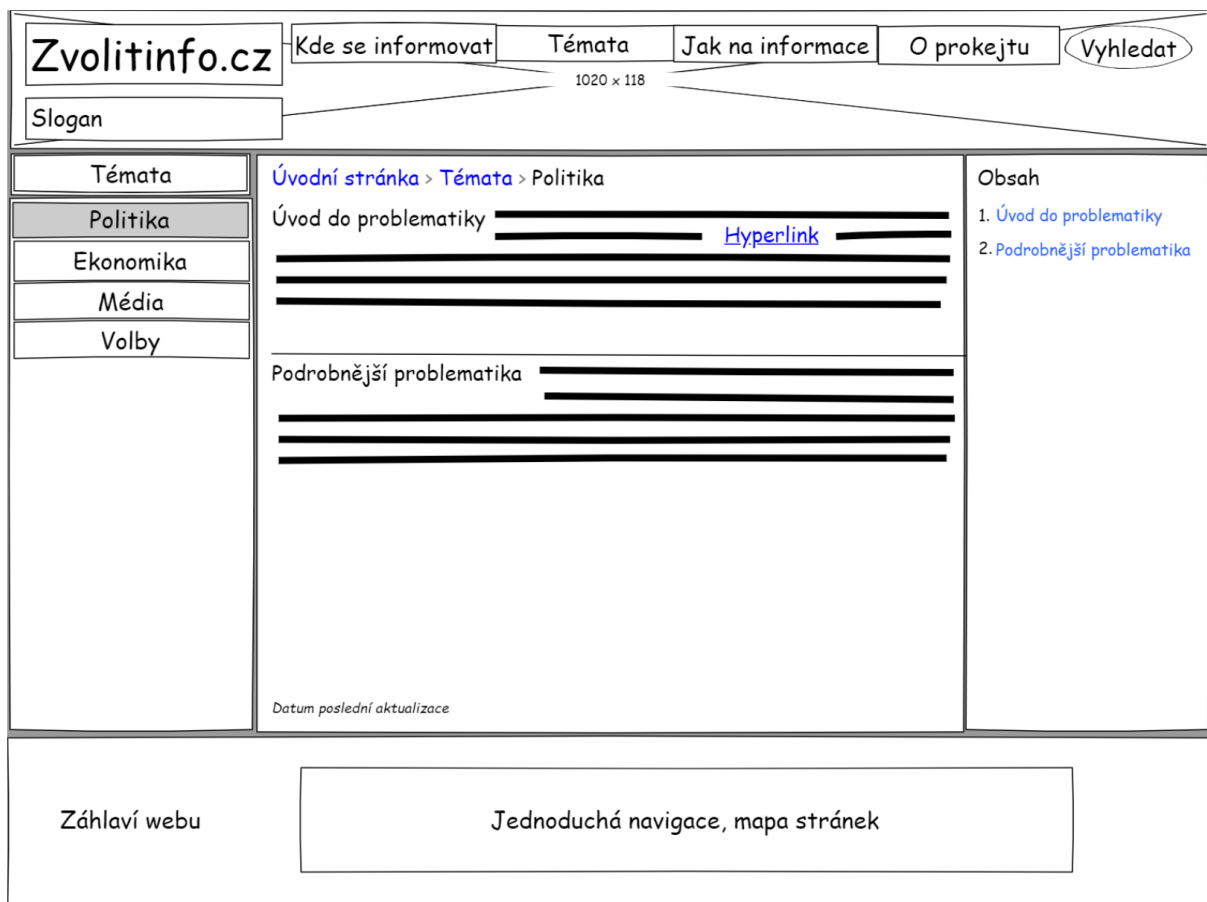 Zvolitinfo.cz
Kde se informovat
Témata
Jak na informace
O prokejtu
Vyhledat
1020 x 118
Slogan
Témata
Politika
Ekonomika
Média
Volby
Úvodní stránka > Témata > Politika
Úvod do problematiky
Hyperlink
Podrobnější problematika
Datum poslední aktualizace
Obsah
1. Úvod do problematiky
2. Podrobnější problematika
Záhlaví webu
Jednoduchá navigace, mapa stránek